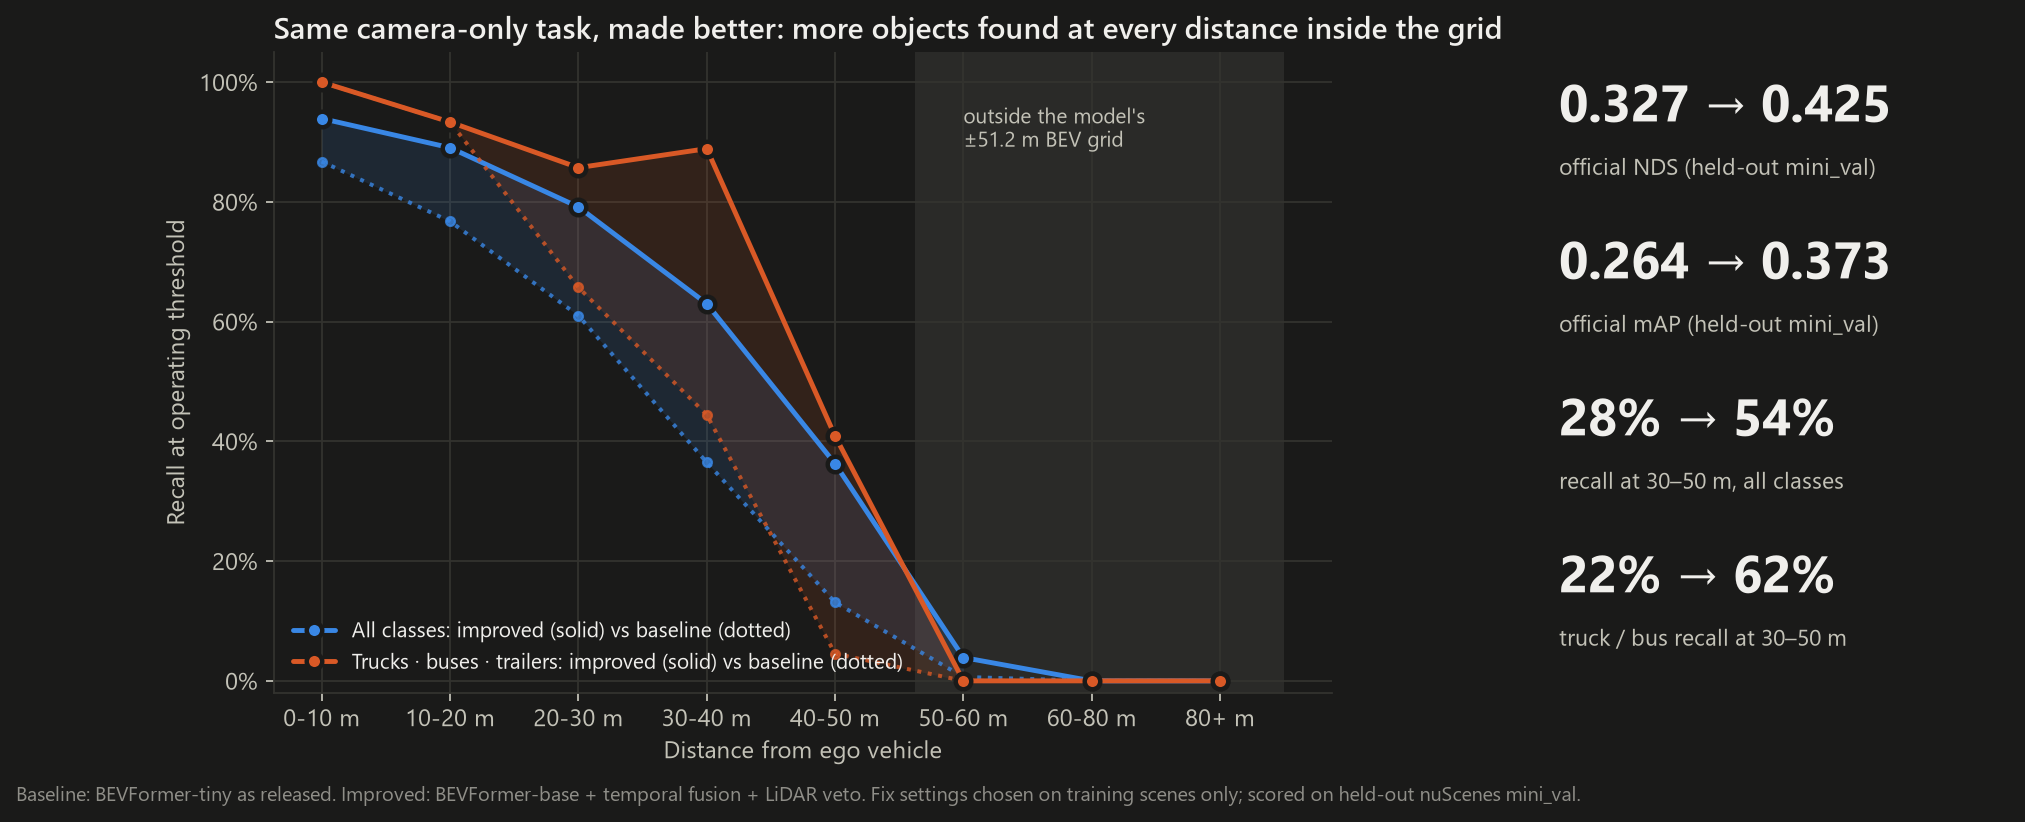 Same camera-only task, made better: more objects found at every distance inside the grid
100%
80%
60%
40%
20%
0%
Recall at operating threshold
outside the model's
±51.2 m BEV grid
All classes: improved (solid) vs baseline (dotted)
Trucks · buses · trailers: improved (solid) vs baseline (dotted)
0-10 m
10-20 m
20-30 m
30-40 m
40-50 m
50-60 m
60-80 m
80+ m
Distance from ego vehicle
0.327 → 0.425
official NDS (held-out mini_val)
0.264 → 0.373
official mAP (held-out mini_val)
28% → 54%
recall at 30–50 m, all classes
22% → 62%
truck / bus recall at 30–50 m
Baseline: BEVFormer-tiny as released. Improved: BEVFormer-base + temporal fusion + LiDAR veto. Fix settings chosen on training scenes only; scored on held-out nuScenes mini_val.